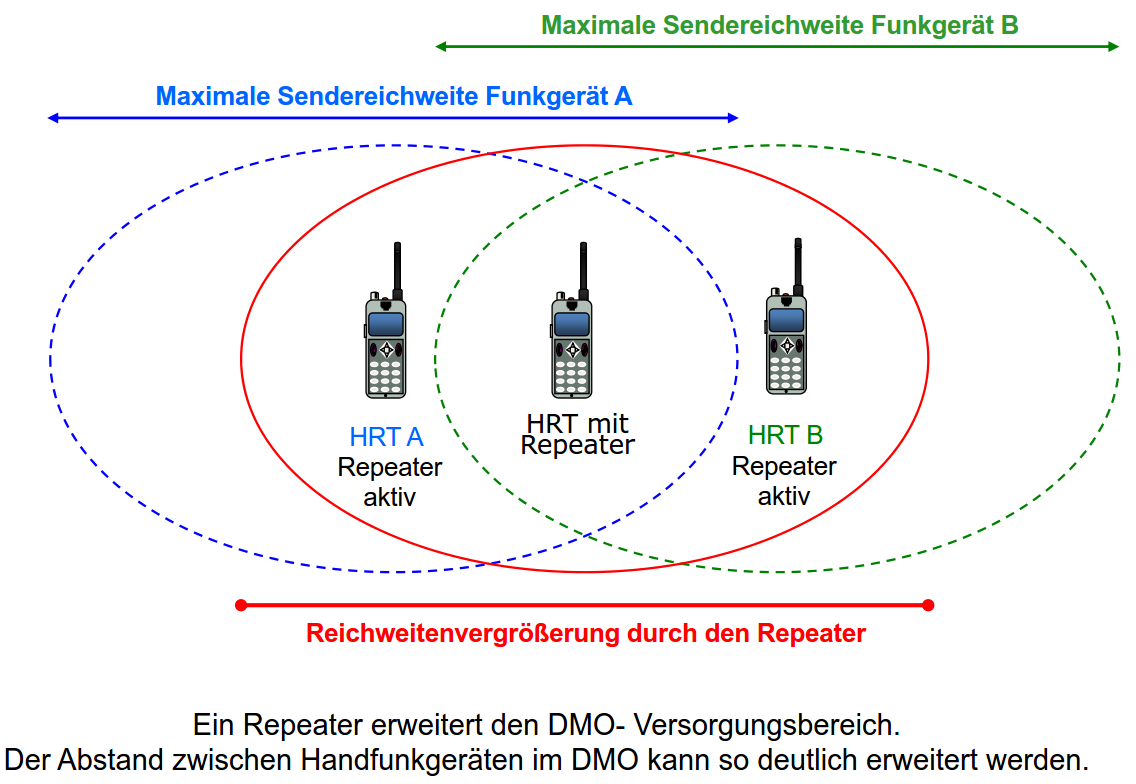 Maximale Sendereichweite Funkgerät B
Maximale Sendereichweite Funkgerät A
HRT A
Repeater
aktiv
HRT mit
Repeater
HRT B
Repeater
aktiv
Reichweitenvergrößerung durch den Repeater
Ein Repeater erweitert den DMO- Versorgungsbereich.
Der Abstand zwischen Handfunkgeräten im DMO kann so deutlich erweitert werden.